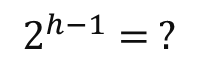 2^{h-1} = ?